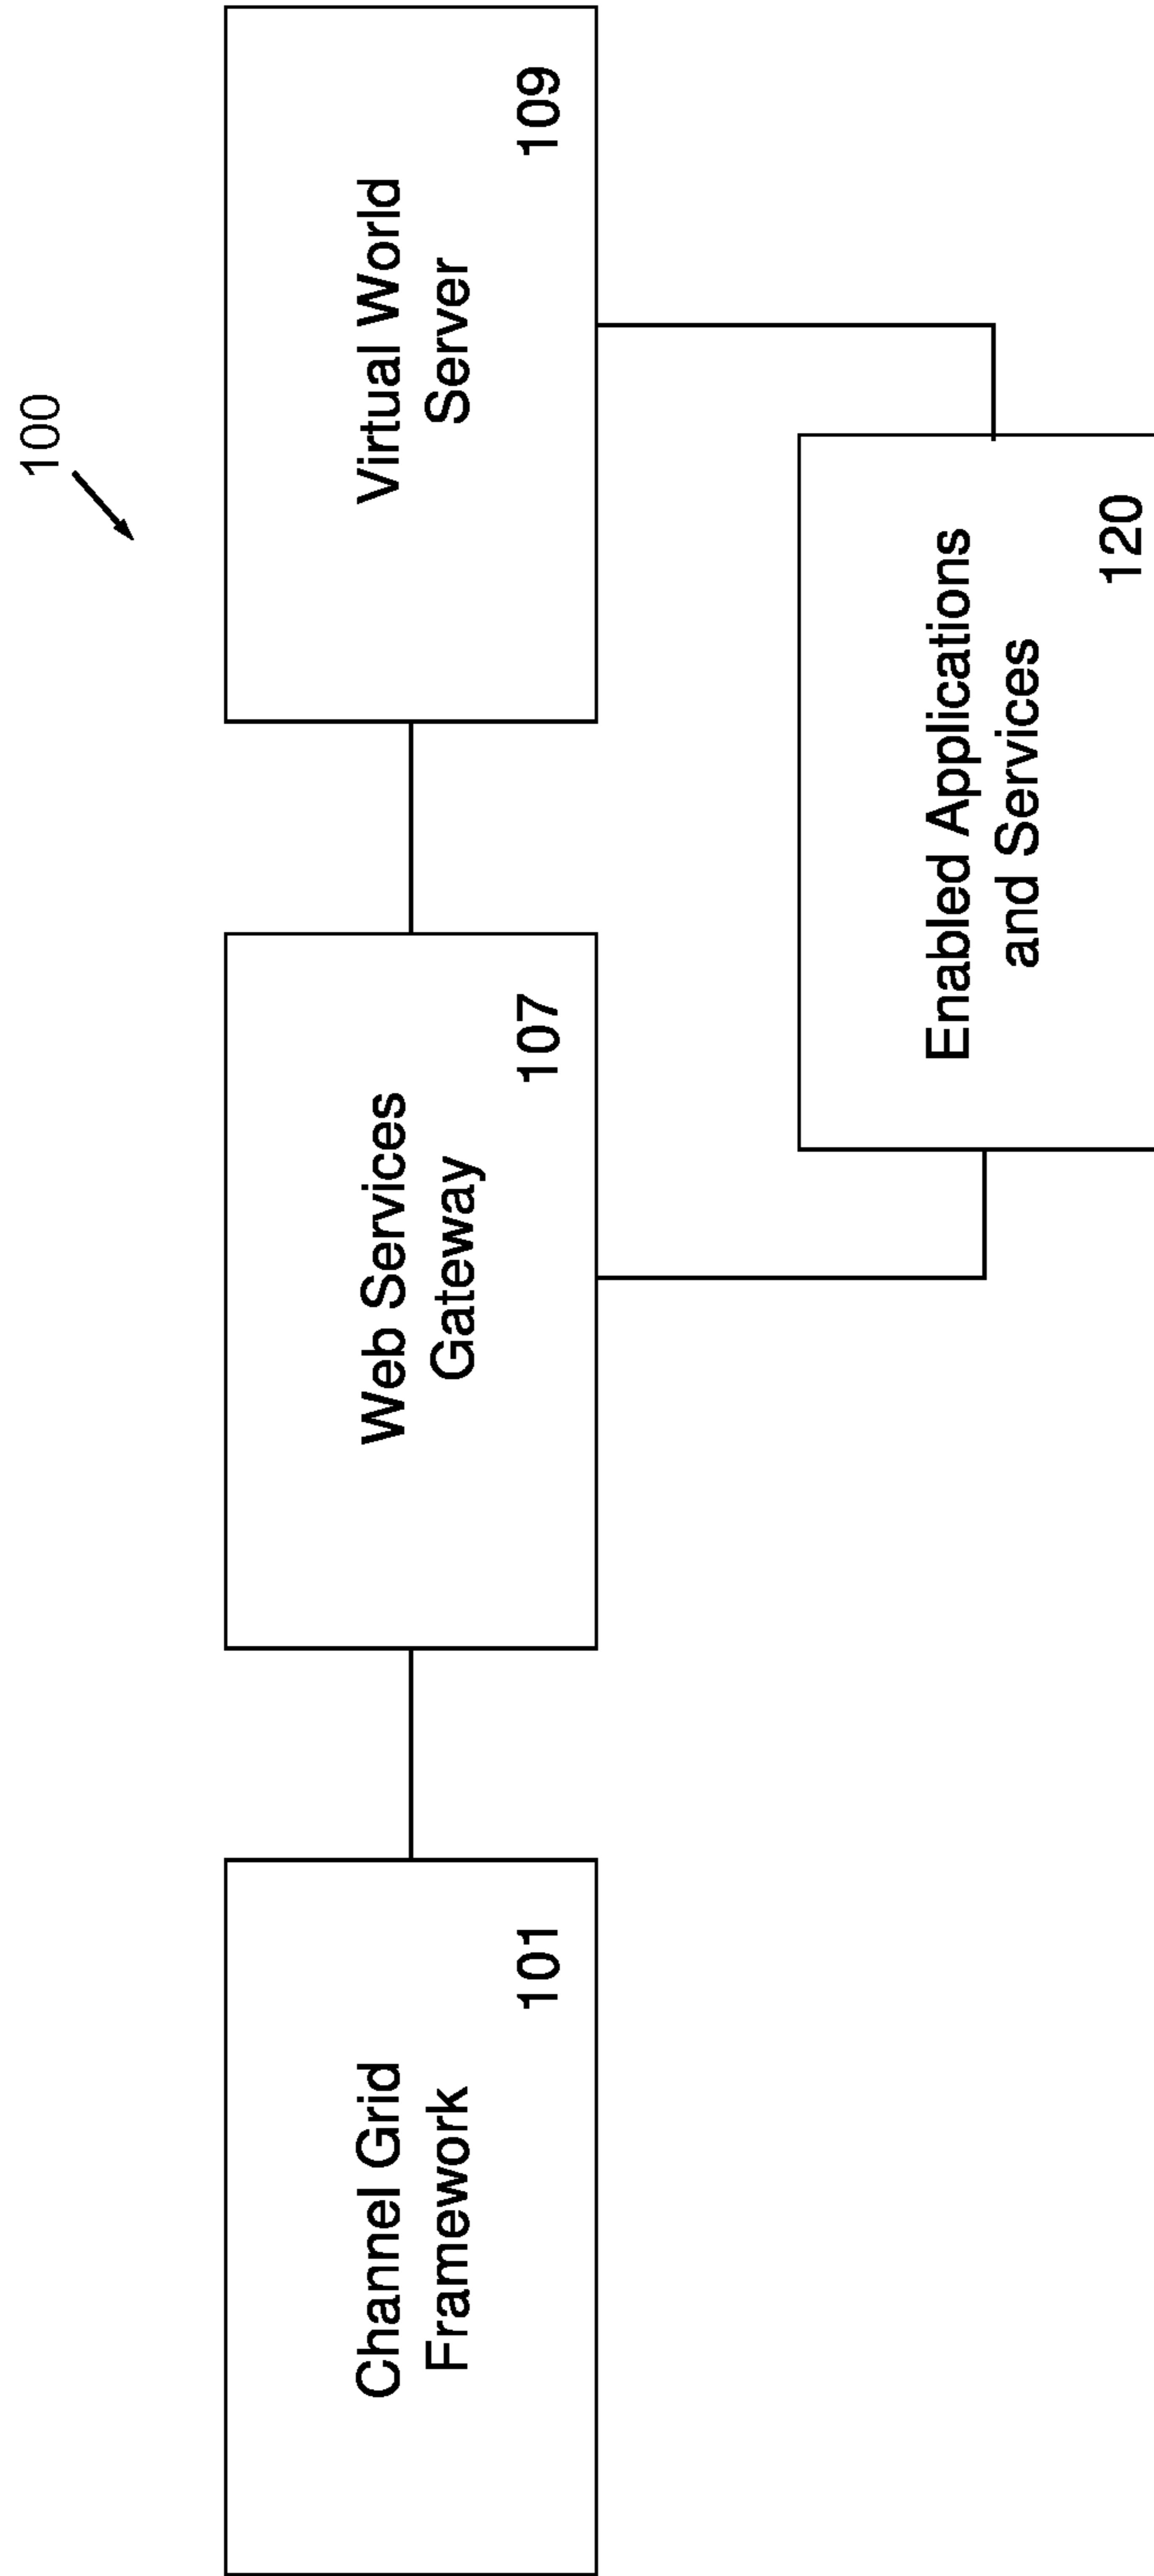 100
Channel Grid
Framework
101
Web Services
Gateway
107
Virtual World
Server
109
Enabled Applications
and Services
120